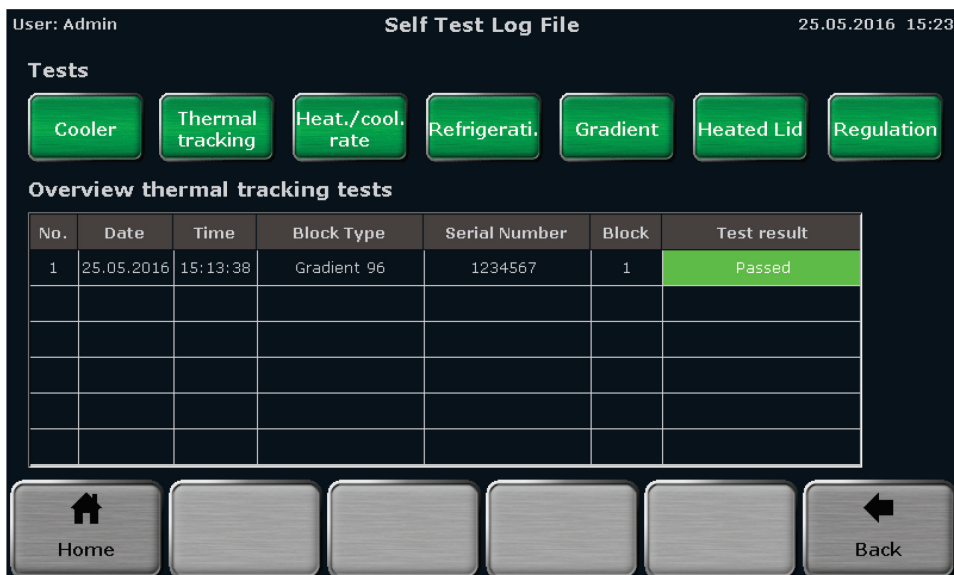 User: Admin Self Test Log File 25.05.2016 15:23
Tests
Cooler Thermal tracking Heat./cool. rate Refrigerati. Gradient Heated Lid Regulation
Overview thermal tracking tests
No. Date Time Block Type Serial Number Block Test result
1 25.05.2016 15:13:38 Gradient 96 1234567 1 Passed
Home Back